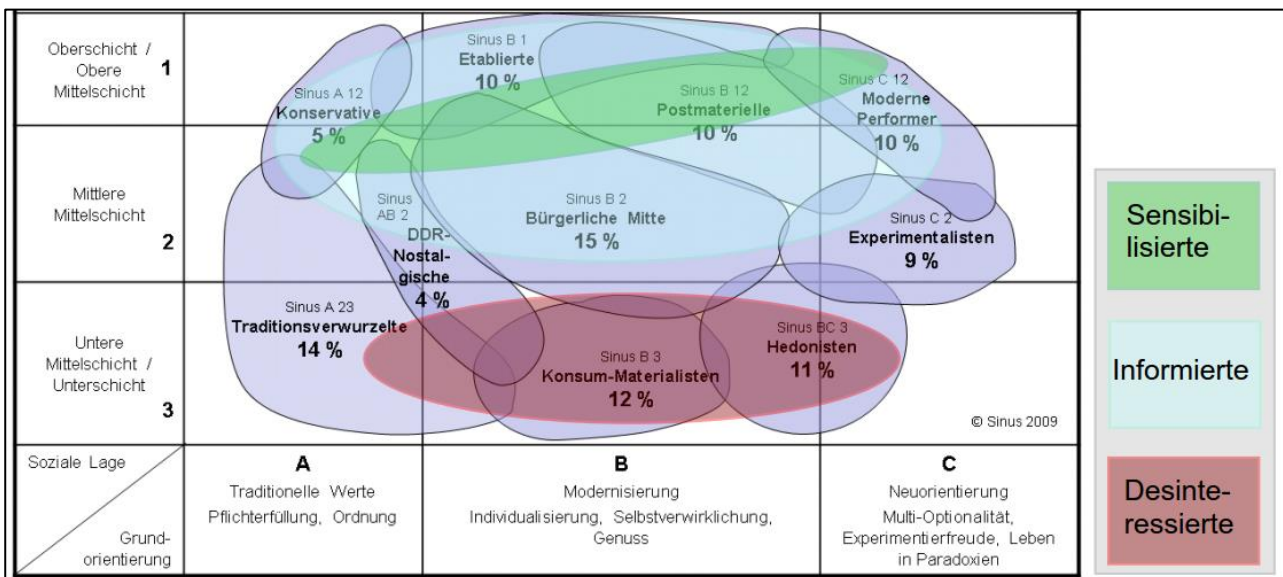 Oberschicht /
Obere
Mittelschicht
1
Sinus B 1
Etablierte
10 %
Sinus A 12
Konservative
5 %
Sinus B 12
Postmaterielle
10 %
Sinus C 12
Moderne
Performer
10 %
Mittlere
Mittelschicht
2
Sinus
AB 2
DDR-
Nostal-
gische
4 %
Sinus B 2
Bürgerliche Mitte
15 %
Sinus C 2
Experimentalisten
9 %
Untere
Mittelschicht /
Unterschicht
3
Sinus A 23
Traditionsverwurzelte
14 %
Sinus B 3
Konsum-Materialisten
12 %
Sinus BC 3
Hedonisten
11 %
© Sinus 2009
Soziale Lage
Grund-
orientierung
A
Traditionelle Werte
Pflichterfüllung, Ordnung
B
Modernisierung
Individualisierung, Selbstverwirklichung,
Genuss
C
Neuorientierung
Multi-Optionalität,
Experimentierfreude, Leben
in Paradoxien
Sensibi-
lisierte
Informierte
Desinte-
ressierte